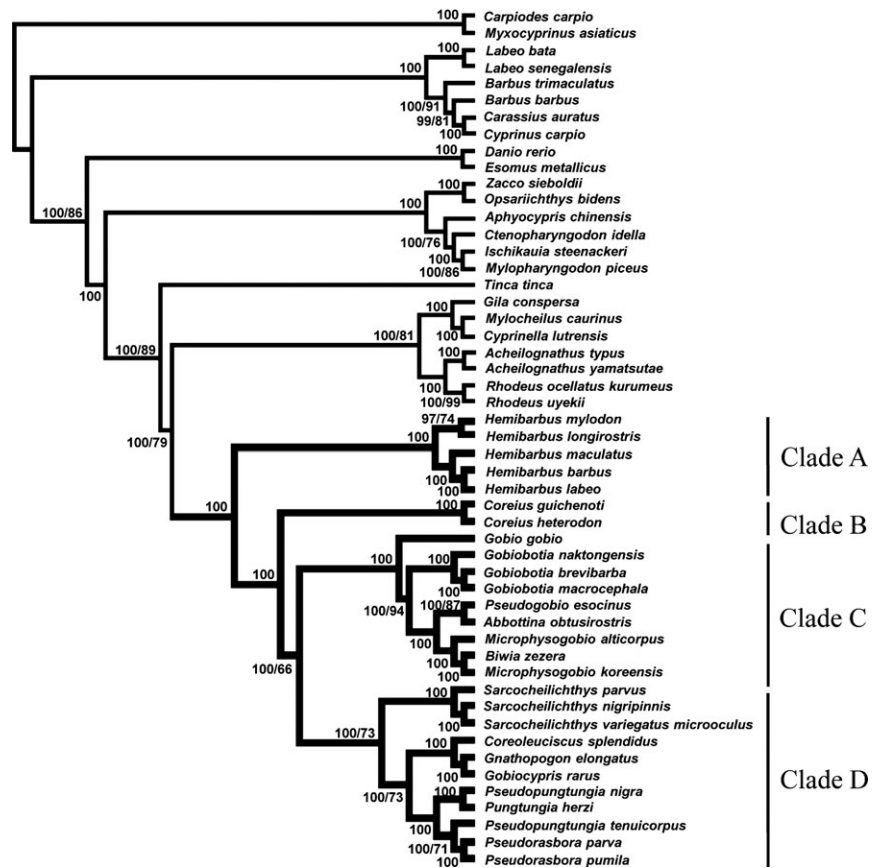 100
Carpiodes carpio
Myxocyprinus asiaticus
100
Labeo bata
100
Labeo senegalensis
Barbus trimaculatus
100/91
Barbus barbus
99/81
Carassius auratus
100
Cyprinus carpio
100
Danio rerio
Esomus metallicus
100/86
100
Zacco sieboldii
100
Opsariichthys bidens
Aphyocypris chinensis
100/76
Ctenopharyngodon idella
100
Ischikauia steenackeri
100/86
Mylopharyngodon piceus
100
Tinca tinca
100
Gila conspersa
100/81
Mylocheilus caurinus
100
Cyprinella lutrensis
100/89
100
Acheilognathus typus
Acheilognathus yamatsutae
100
Rhodeus ocellatus kurumeus
100/99
Rhodeus uyekii
97/74
Hemibarbus mylodon
100
Hemibarbus longirostris
100/79
Hemibarbus maculatus
100
Hemibarbus barbus
100
Hemibarbus labeo
Clade A
100
100
Coreius guichenoti
Coreius heterodon
Clade B
Gobio gobio
100
100
100
Gobiobotia naktongensis
Gobiobotia brevibarba
100
Gobiobotia macrocephala
100/94
100/87
Pseudogobio esocinus
Abbottina obtusirostris
100
Microphysogobio alticorpus
100
Biwia zezera
100
Microphysogobio koreensis
Clade C
100/66
100
Sarcocheilichthys parvus
Sarcocheilichthys nigripinnis
100
Sarcocheilichthys variegatus microoculus
100/73
100
Coreoleuciscus splendidus
Gnathopogon elongatus
100
Gobiocypris rarus
100/73
100
Pseudopungtungia nigra
Pungtungia herzi
100
Pseudopungtungia tenuicorpus
100/71
Pseudorasbora parva
100
Pseudorasbora pumila
Clade D